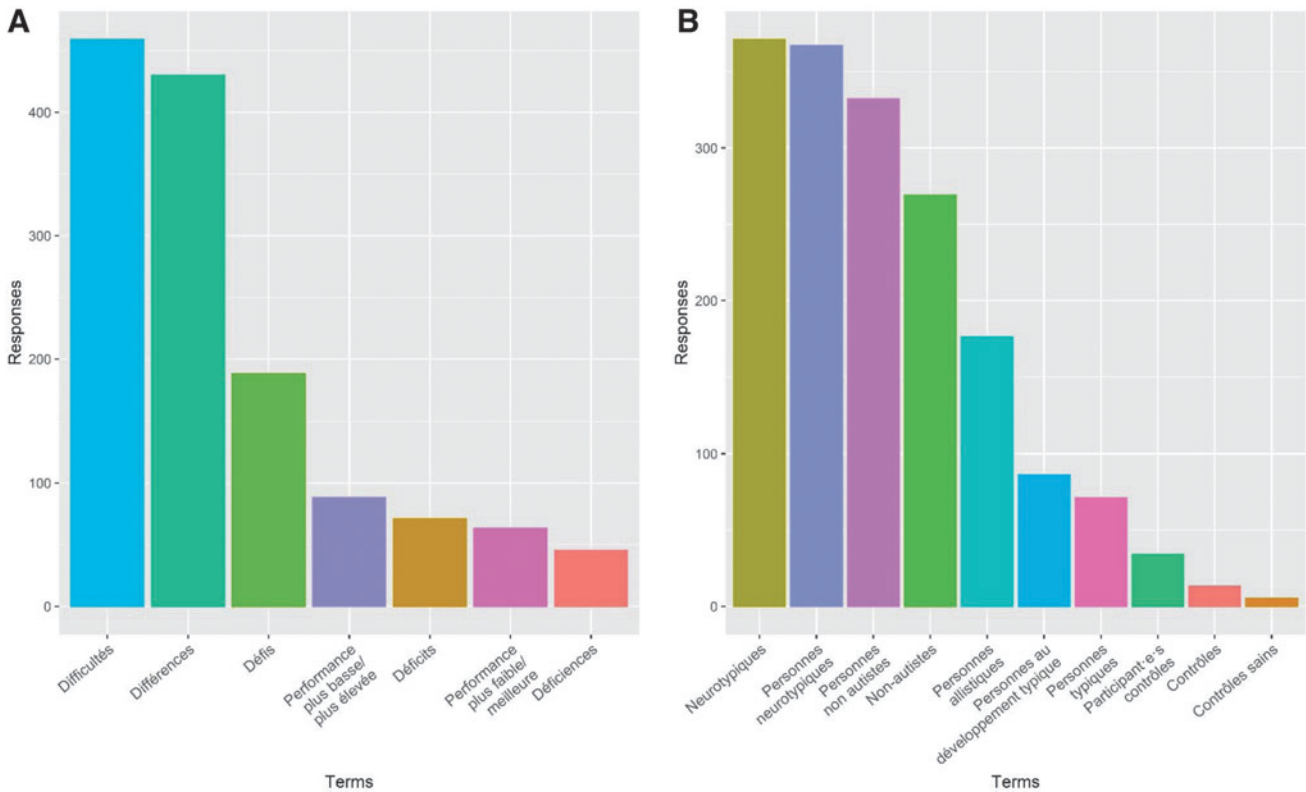 A
Responses
400
300
200
100
0
Difficultés
Différences
Défis
Performance
plus basse/
plus élevée
Déficits
Performance
plus faible/
meilleure
Déficiences
Terms
B
Responses
300
200
100
0
Neurotypiques
Personnes
neurotypiques
Personnes
non autistes
Non-autistes
Personnes
allistiques
Personnes au
développement typique
Personnes
typiques
Participant·e·s
contrôles
Contrôles
Contrôles sains
Terms